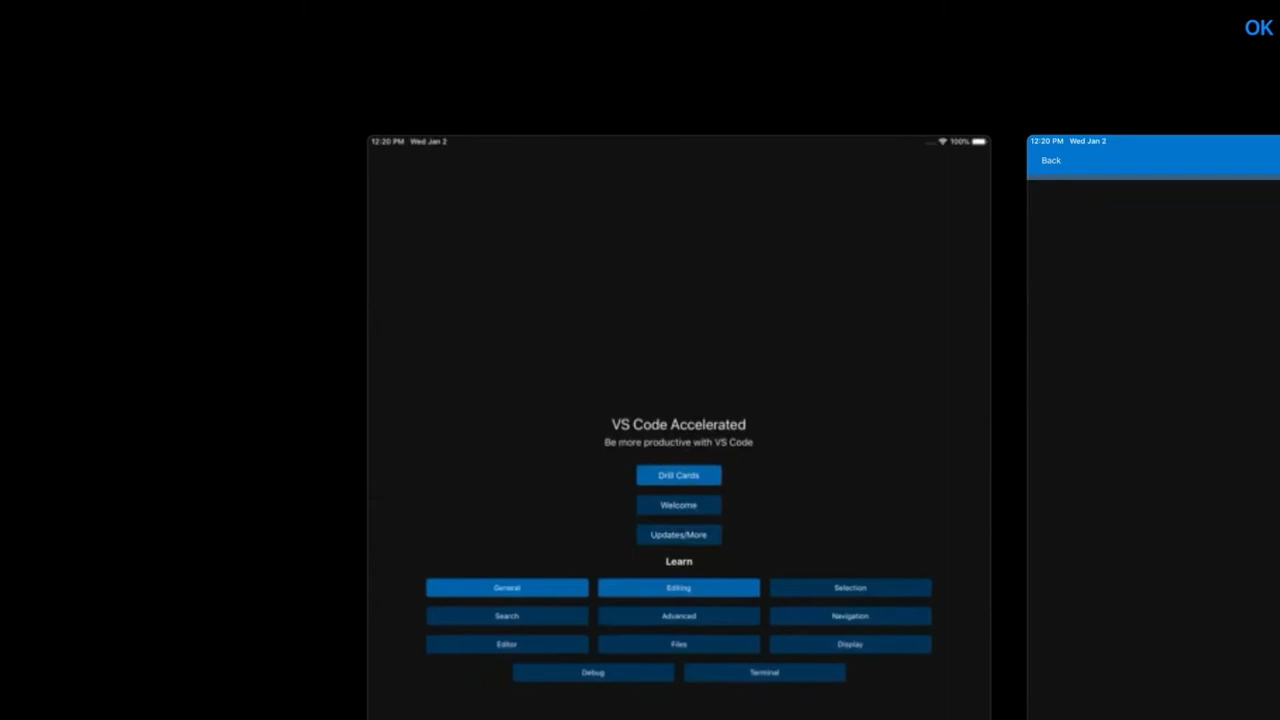 OK
12:20 PM Wed Jan 2
100%
VS Code Accelerated
Be more productive with VS Code
Drill Cards
Welcome
Updates/More
Learn
General Editing Selection
Search Advanced Navigation
Editor Files Display
Debug Terminal
12:20 PM Wed Jan 2
Back